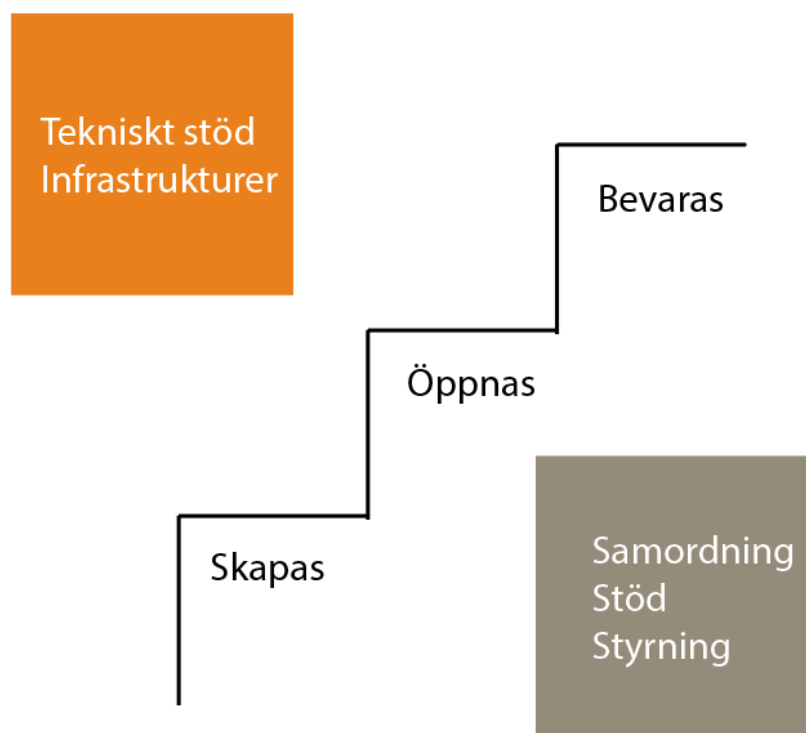 Tekniskt stöd
Infrastrukturer
Bevaras
Öppnas
Skapas
Samordning
Stöd
Styrning